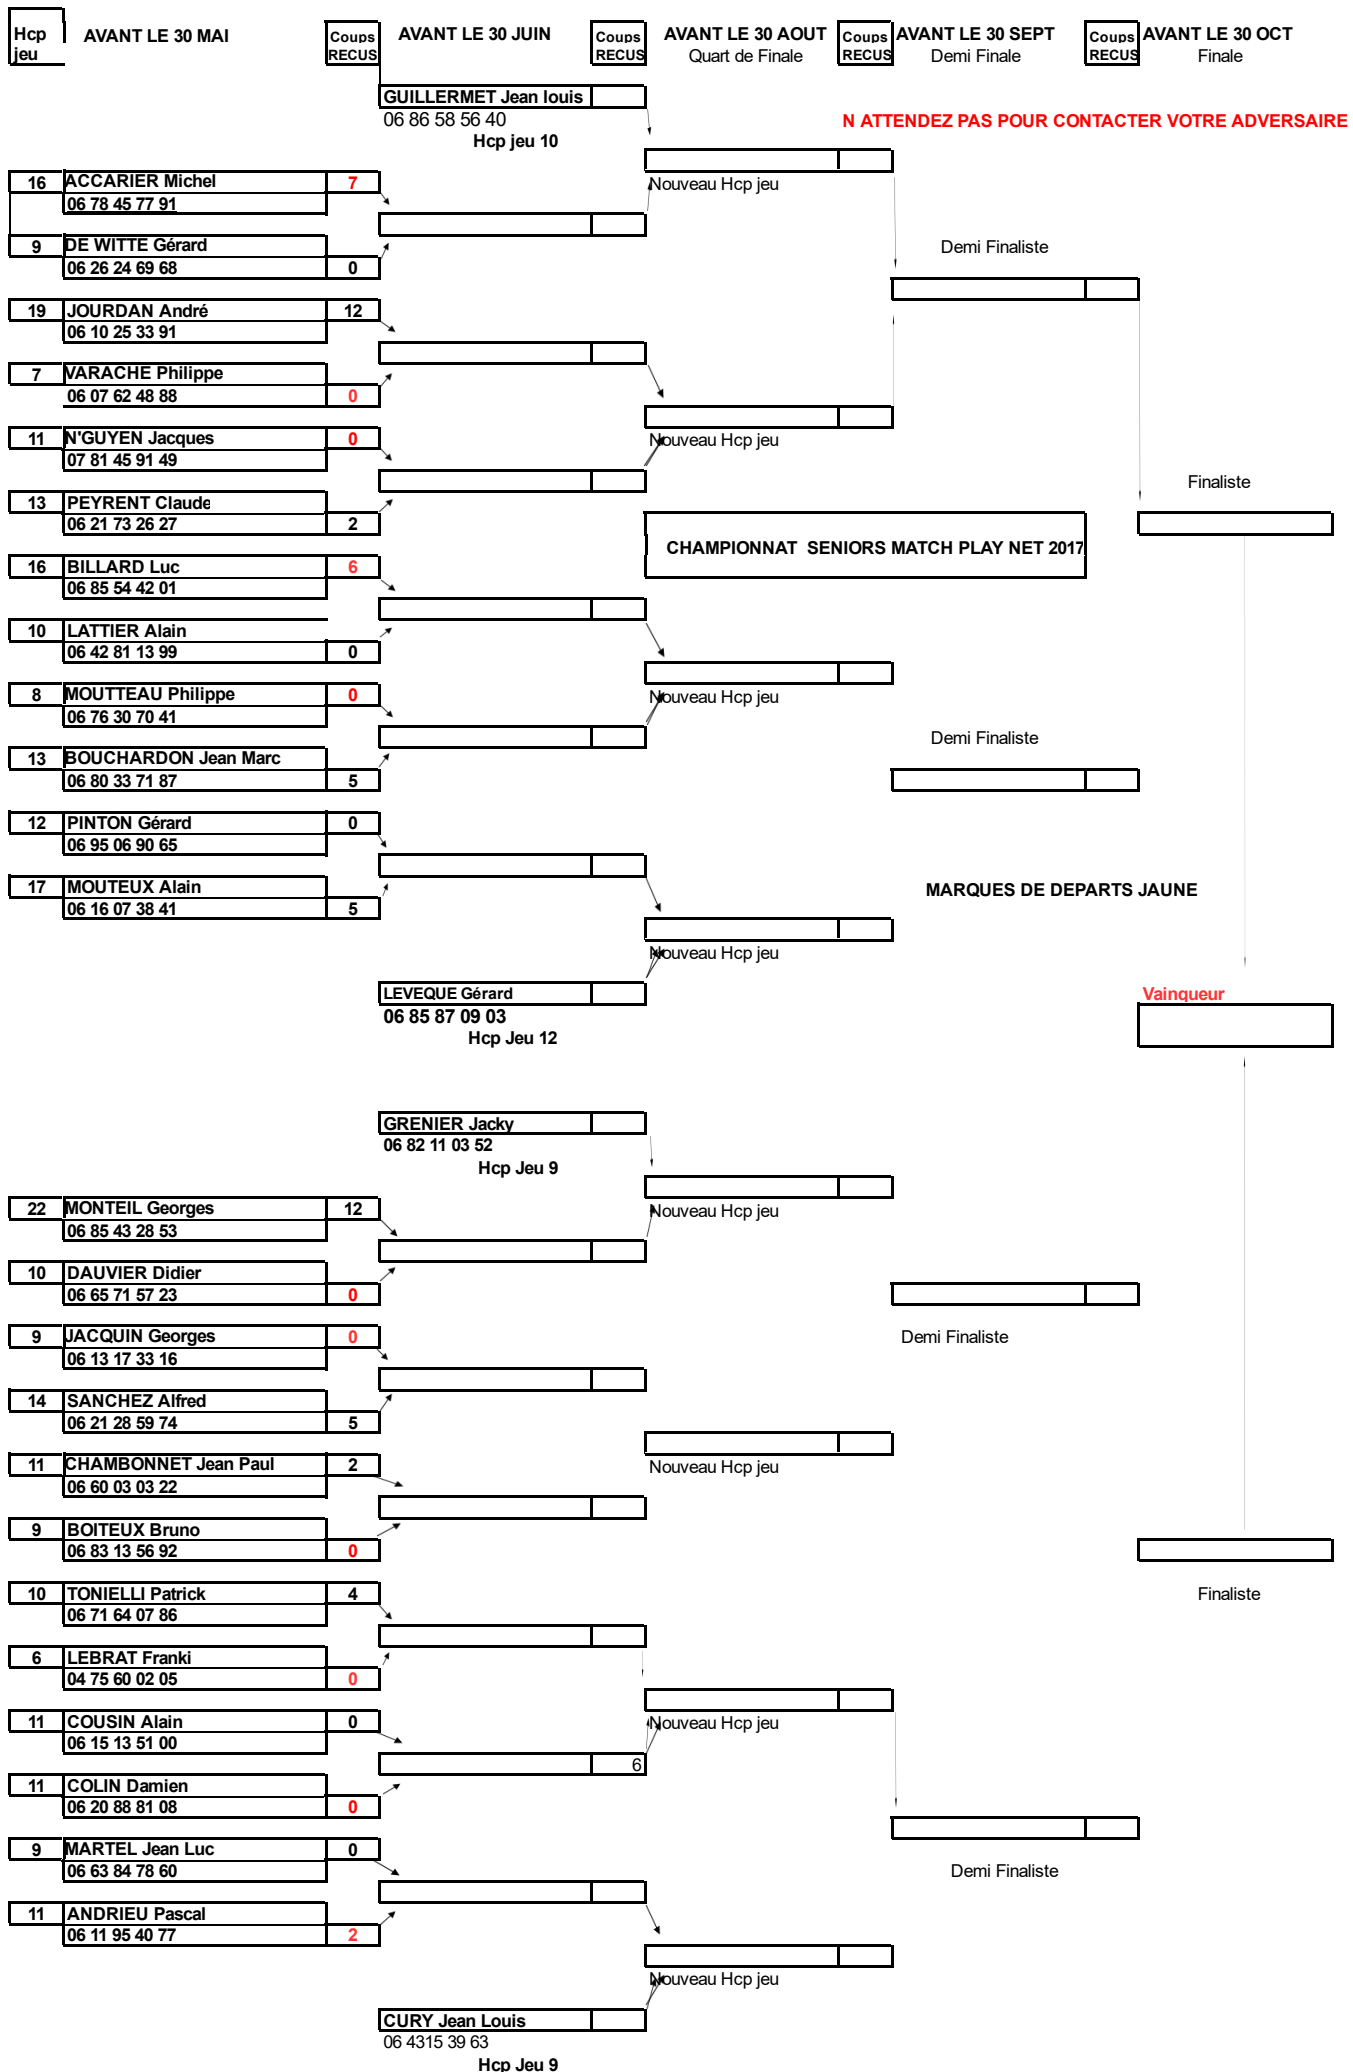 Hcp jeu AVANT LE 30 MAI Coups RECUS AVANT LE 30 JUIN Coups RECUS AVANT LE 30 AOUT Coups RECUS AVANT LE 30 SEPT Coups RECUS AVANT LE 30 OCT
Quart de Finale Demi Finale Finale
GUILLERMET Jean louis
06 86 58 56 40
N ATTENDEZ PAS POUR CONTACTER VOTRE ADVERSAIRE
Hcp jeu 10
16 ACCARIER Michel 7
Nouveau Hcp jeu
06 78 45 77 91
9 DE WITTE Gérard
Demi Finaliste
06 26 24 69 68 0
19 JOURDAN André 12
06 10 25 33 91
7 VARACHE Philippe
06 07 62 48 88 0
11 N'GUYEN Jacques 0
Nouveau Hcp jeu
07 81 45 91 49
Finaliste
13 PEYRENT Claude
06 21 73 26 27 2
CHAMPIONNAT SENIORS MATCH PLAY NET 2017
16 BILLARD Luc 6
06 85 54 42 01
10 LATTIER Alain
06 42 81 13 99 0
8 MOUTTEAU Philippe 0
Nouveau Hcp jeu
06 76 30 70 41
Demi Finaliste
13 BOUCHARDON Jean Marc
06 80 33 71 87 5
12 PINTON Gérard 0
06 95 06 90 65
17 MOUTEUX Alain
MARQUES DE DEPARTS JAUNE
06 16 07 38 41 5
Nouveau Hcp jeu
LEVEQUE Gérard
Vainqueur
06 85 87 09 03
Hcp Jeu 12
GRENIER Jacky
06 82 11 03 52
Hcp Jeu 9
22 MONTEIL Georges 12
Nouveau Hcp jeu
06 85 43 28 53
10 DAUVIER Didier
06 65 71 57 23 0
9 JACQUIN Georges 0
Demi Finaliste
06 13 17 33 16
14 SANCHEZ Alfred
06 21 28 59 74 5
11 CHAMBONNET Jean Paul 2
Nouveau Hcp jeu
06 60 03 03 22
9 BOITEUX Bruno
06 83 13 56 92 0
10 TONIELLI Patrick 4
Finaliste
06 71 64 07 86
6 LEBRAT Franki
04 75 60 02 05 0
11 COUSIN Alain 0
Nouveau Hcp jeu
06 15 13 51 00
6
11 COLIN Damien
06 20 88 81 08 0
9 MARTEL Jean Luc 0
06 63 84 78 60
Demi Finaliste
11 ANDRIEU Pascal
06 11 95 40 77 2
Nouveau Hcp jeu
CURY Jean Louis
06 4315 39 63
Hcp Jeu 9